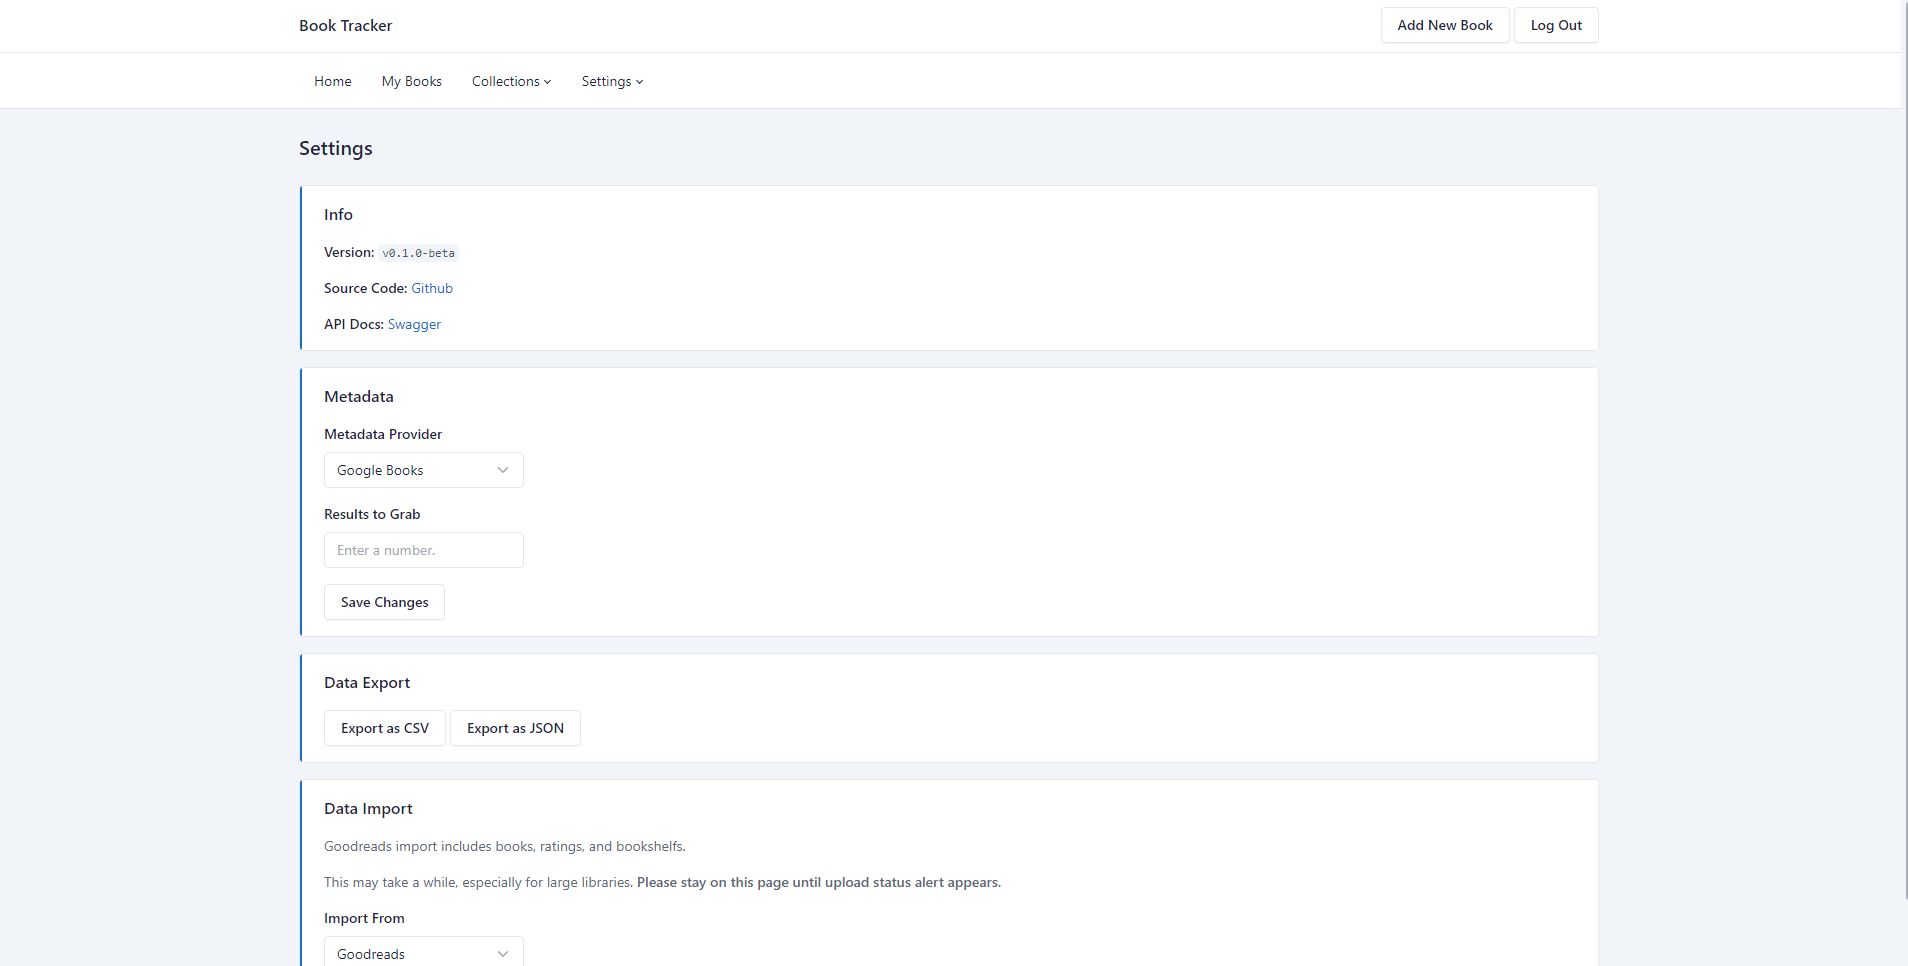 Book Tracker
Add New Book
Log Out
Home
My Books
Collections
Settings
Settings
Info
Version: v0.1.0-beta
Source Code: Github
API Docs: Swagger
Metadata
Metadata Provider
Google Books
Results to Grab
Enter a number.
Save Changes
Data Export
Export as CSV
Export as JSON
Data Import
Goodreads import includes books, ratings, and bookshelfs.
This may take a while, especially for large libraries. Please stay on this page until upload status alert appears.
Import From
Goodreads